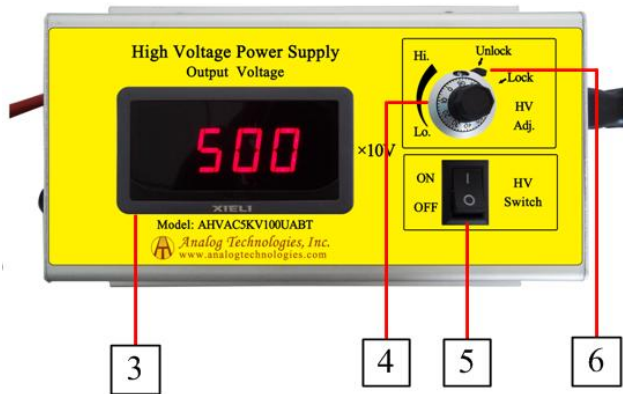 High Voltage Power Supply
Output Voltage
500
×10V
XIELI
Model: AHVAC5KV100UABT
Analog Technologies, Inc.
www.analogtechnologies.com
Hi.
Unlock
Lock
Lo.
HV
Adj.
ON
OFF
HV
Switch
3
4
5
6